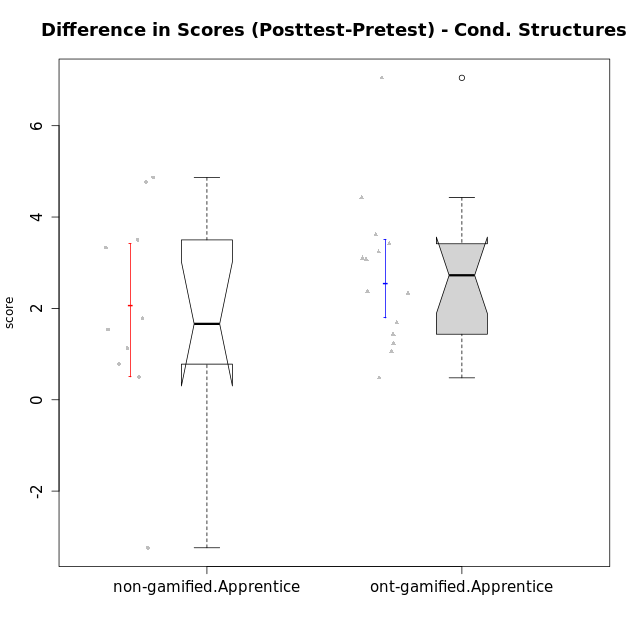 Difference in Scores (Posttest-Pretest) - Cond. Structures
6
4
2
0
-2
score
non-gamified.Apprentice
ont-gamified.Apprentice